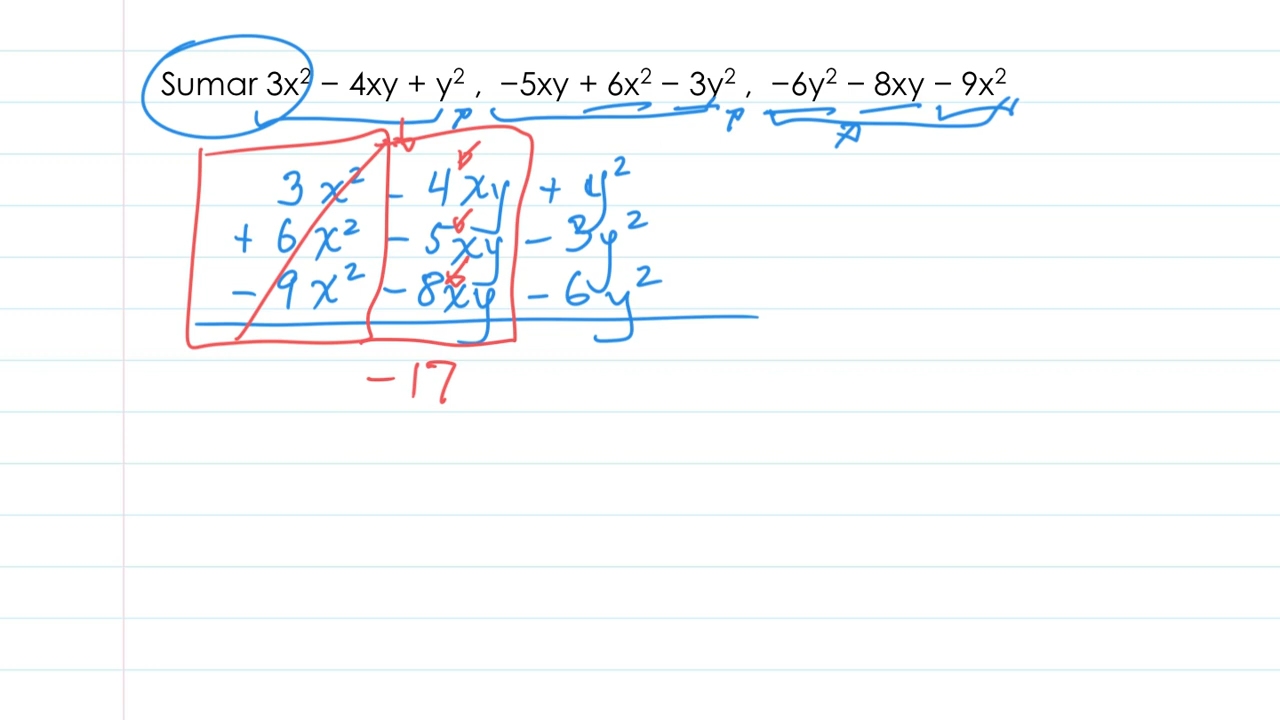 Sumar 3x² − 4xy + y² , −5xy + 6x² − 3y² , −6y² − 8xy − 9x²
3x² − 4xy + y²
+ 6x² − 5xy − 3y²
− 9x² − 8xy − 6y²
−17